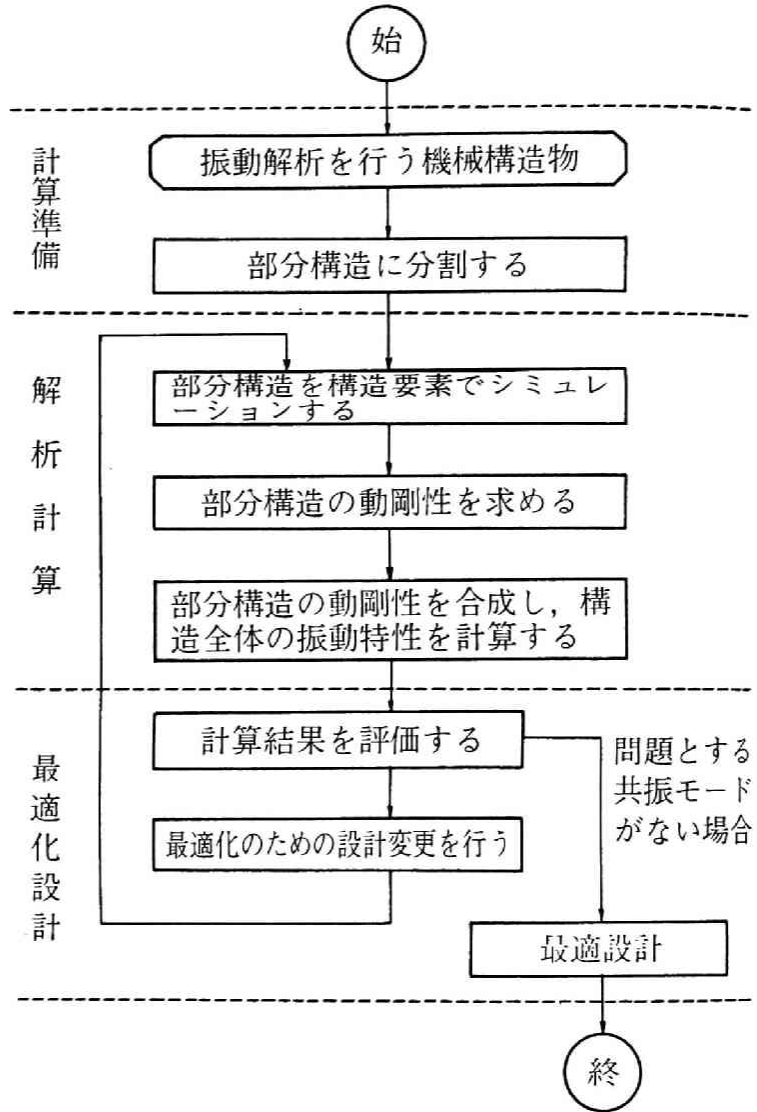 始
計算準備
振動解析を行う機械構造物
部分構造に分割する
解析計算
部分構造を構造要素でシミュレ
ーションする
部分構造の動剛性を求める
部分構造の動剛性を合成し，構
造全体の振動特性を計算する
最適化設計
計算結果を評価する
問題とする
共振モード
がない場合
最適化のための設計変更を行う
最適設計
終